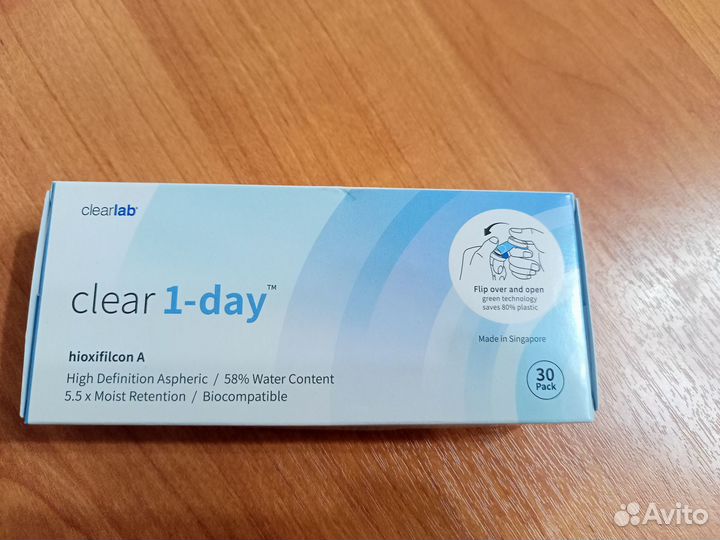 clearlab
clear 1-day™
hioxifilcon A
High Definition Aspheric / 58% Water Content
5.5 x Moist Retention / Biocompatible
Flip over and open
green technology
saves 80% plastic
Made in Singapore
30
Pack
Avito